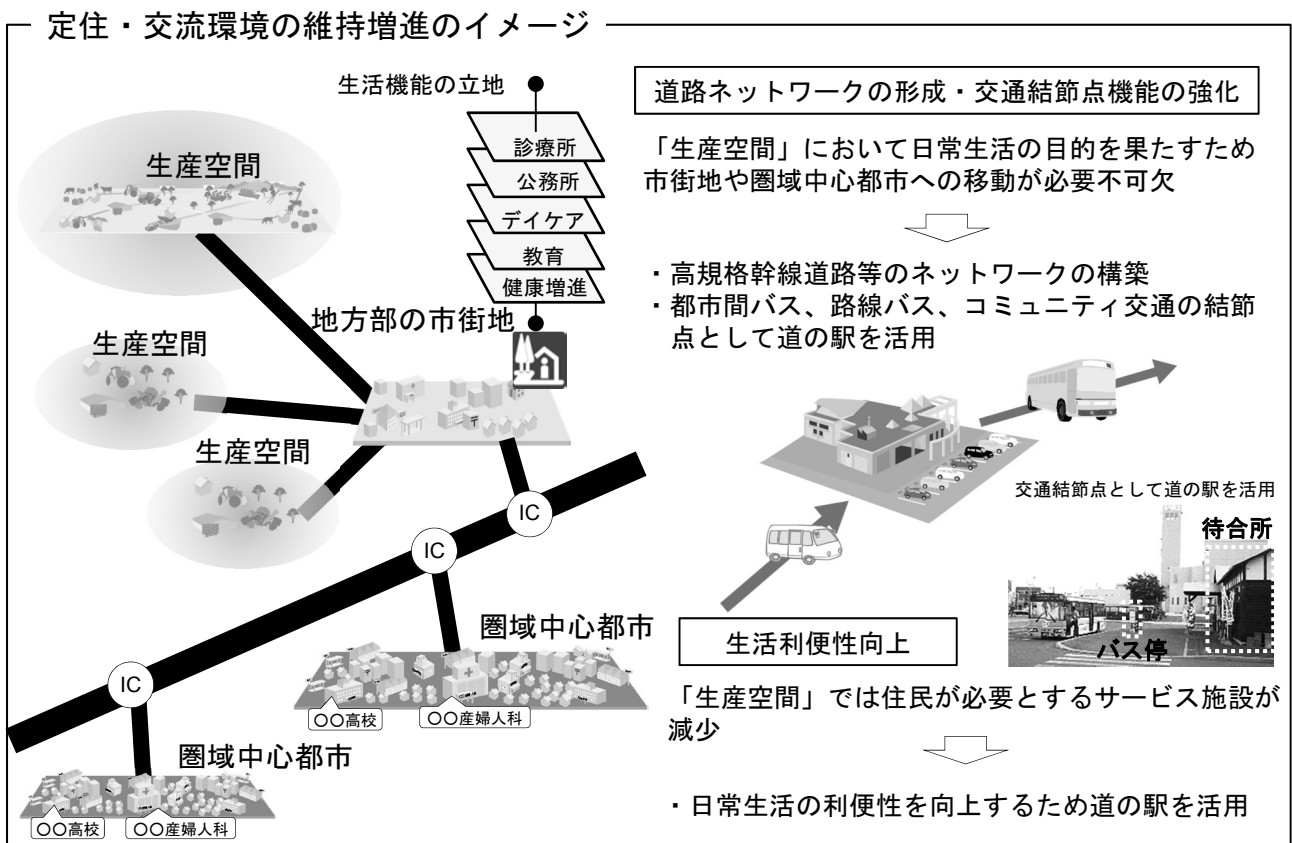 定住・交流環境の維持増進のイメージ
生活機能の立地
診療所
公務所
デイケア
教育
健康増進
生産空間
地方部の市街地
生産空間
生産空間
IC
IC
IC
圏域中心都市
〇〇高校
〇〇産婦人科
圏域中心都市
〇〇高校
〇〇産婦人科
道路ネットワークの形成・交通結節点機能の強化
「生産空間」において日常生活の目的を果たすため
市街地や圏域中心都市への移動が必要不可欠
・高規格幹線道路等のネットワークの構築
・都市間バス、路線バス、コミュニティ交通の結節
点として道の駅を活用
交通結節点として道の駅を活用
待合所
バス停
生活利便性向上
「生産空間」では住民が必要とするサービス施設が
減少
・日常生活の利便性を向上するため道の駅を活用